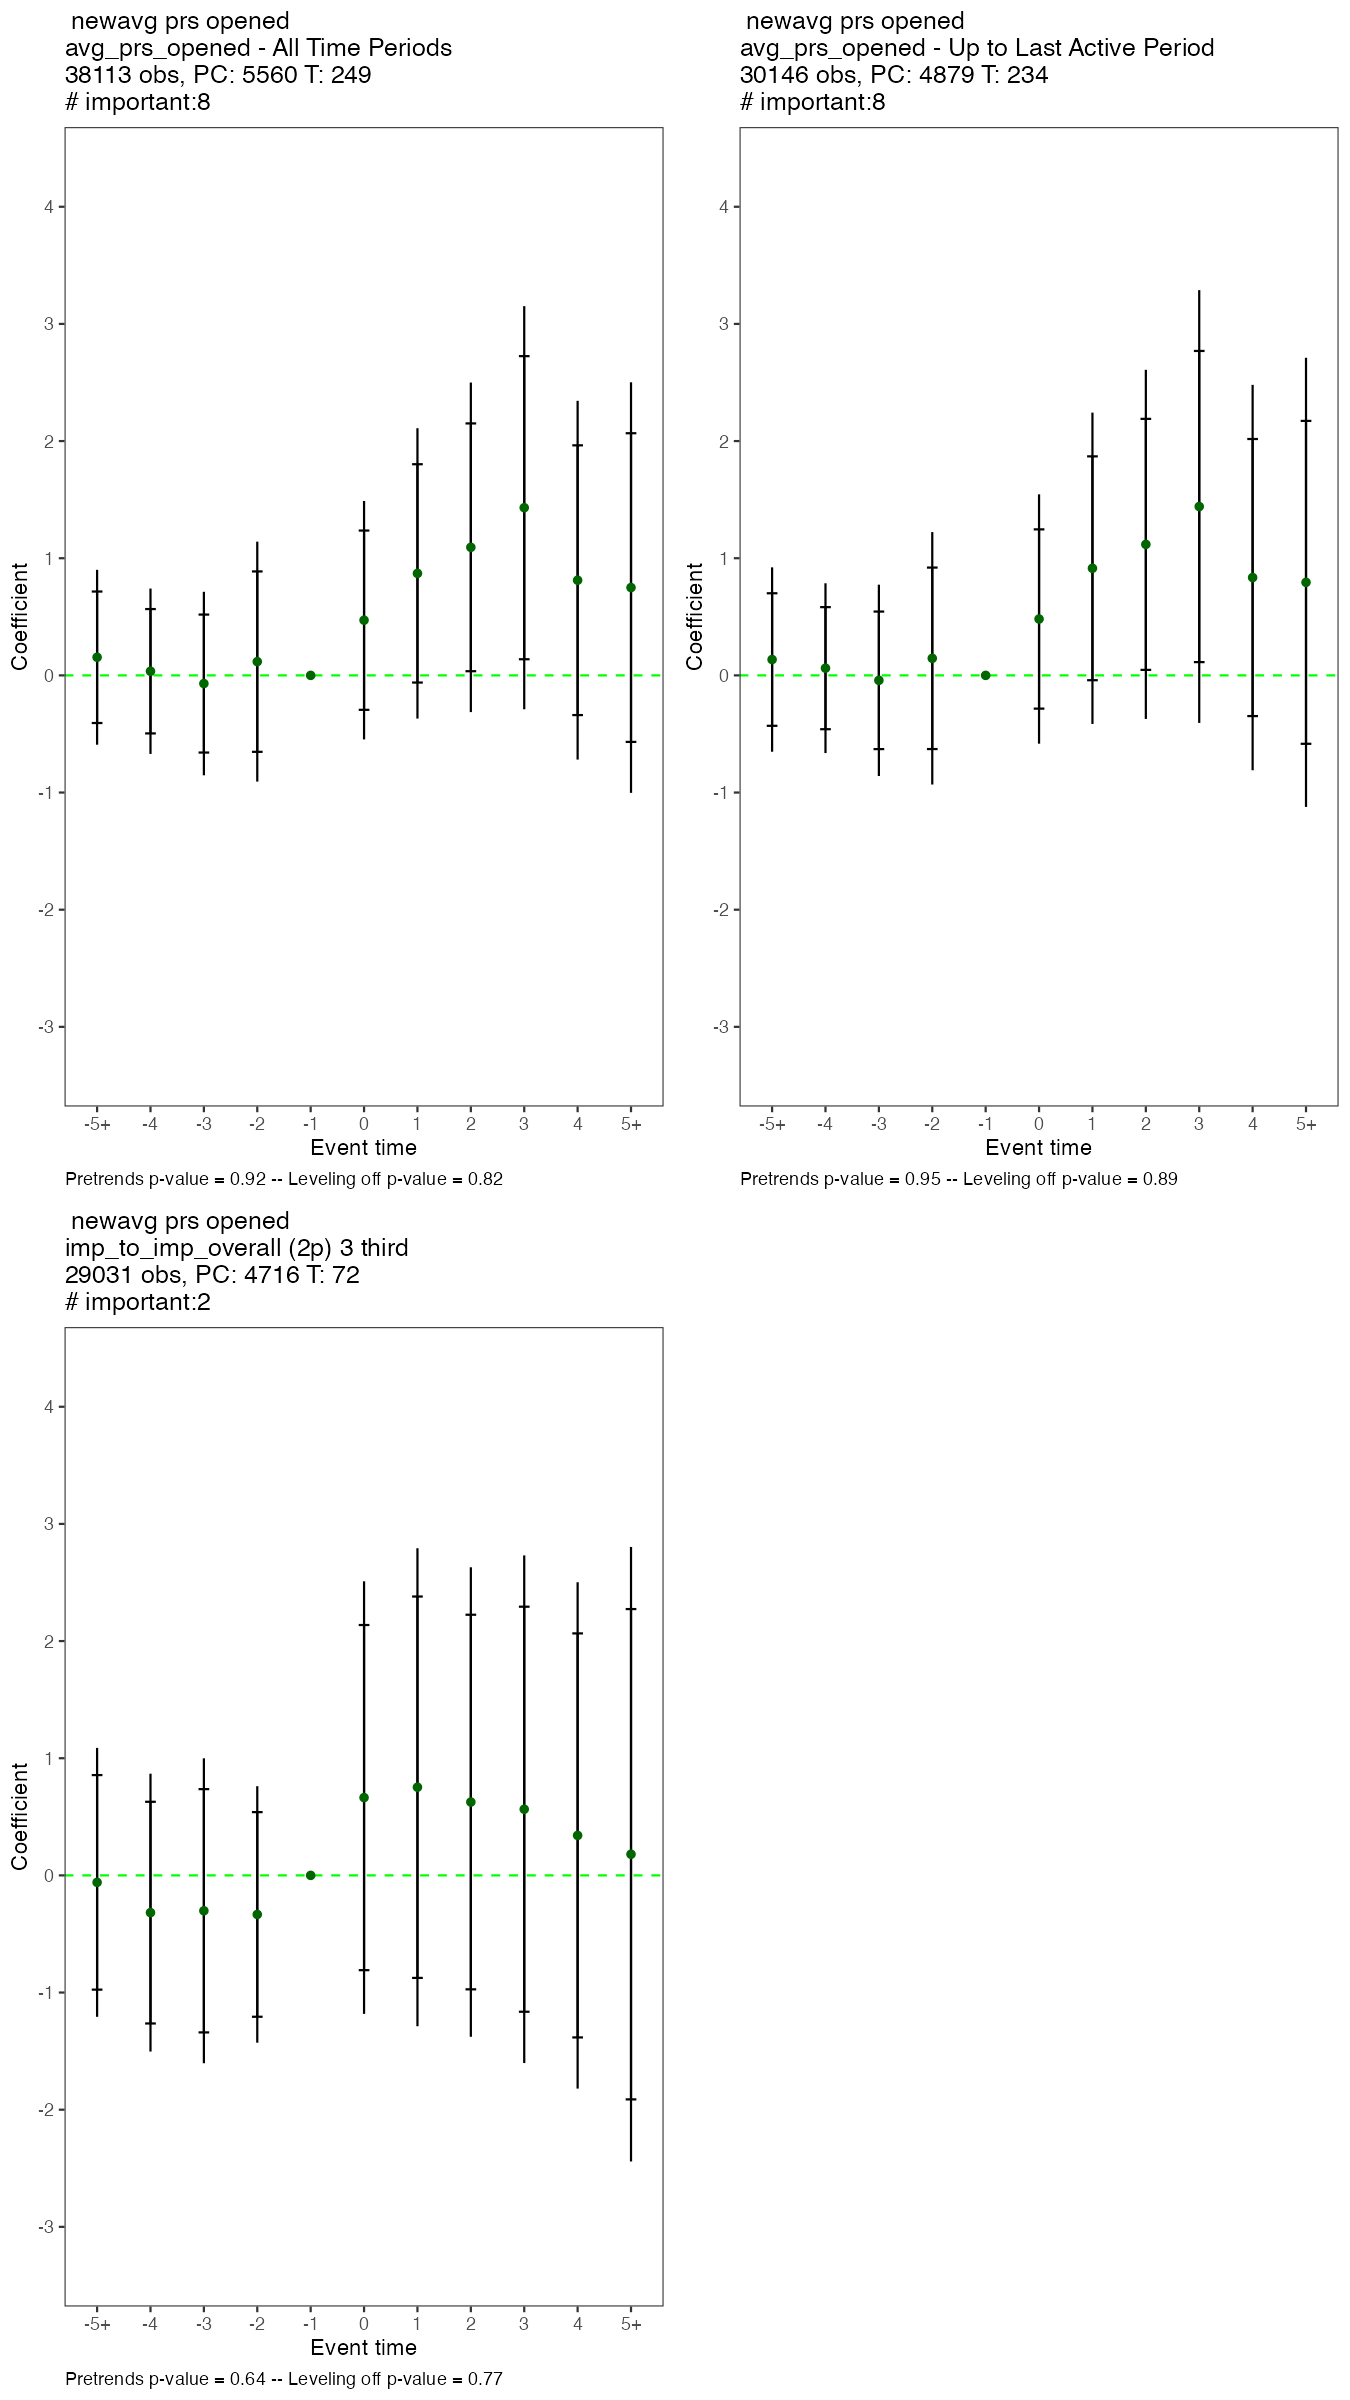 newavg prs opened
avg_prs_opened - All Time Periods
38113 obs, PC: 5560 T: 249
# important:8
4
3
2
1
0
-1
-2
-3
Coefficient
-5+ -4 -3 -2 -1 0 1 2 3 4 5+
Event time
Pretrends p-value = 0.92 -- Leveling off p-value = 0.82
newavg prs opened
avg_prs_opened - Up to Last Active Period
30146 obs, PC: 4879 T: 234
# important:8
4
3
2
1
0
-1
-2
-3
Coefficient
-5+ -4 -3 -2 -1 0 1 2 3 4 5+
Event time
Pretrends p-value = 0.95 -- Leveling off p-value = 0.89
newavg prs opened
imp_to_imp_overall (2p) 3 third
29031 obs, PC: 4716 T: 72
# important:2
4
3
2
1
0
-1
-2
-3
Coefficient
-5+ -4 -3 -2 -1 0 1 2 3 4 5+
Event time
Pretrends p-value = 0.64 -- Leveling off p-value = 0.77